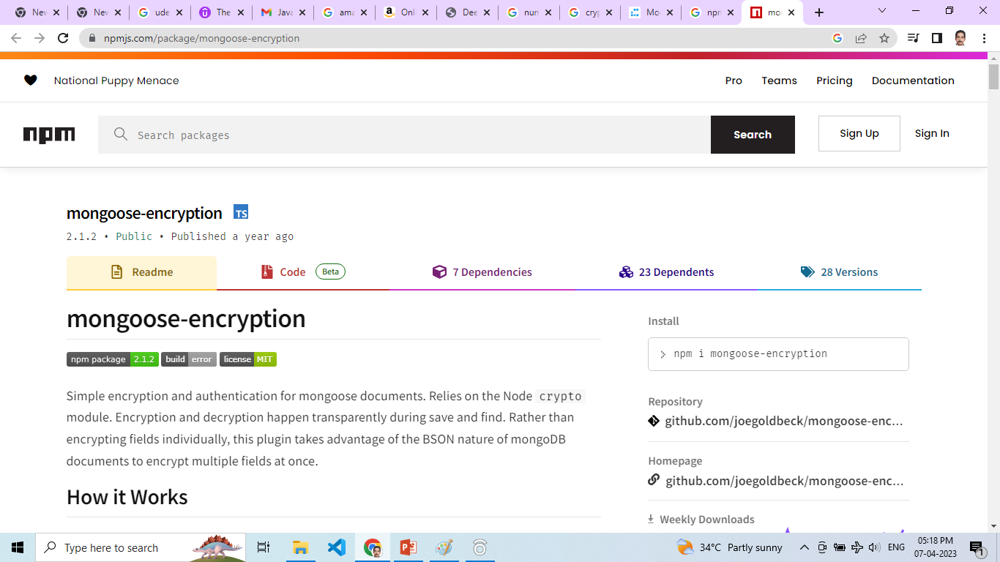 New
New
ude
The
Java
ama
Onli
Dee
nun
cryp
Mo
npn
mon
npmjs.com/package/mongoose-encryption
National Puppy Menace
Pro Teams Pricing Documentation
npm
Search packages
Search
Sign Up
Sign In
mongoose-encryption TS
2.1.2 • Public • Published a year ago
Readme
Code Beta
7 Dependencies
23 Dependents
28 Versions
mongoose-encryption
npm package 2.1.2 build error license MIT
Simple encryption and authentication for mongoose documents. Relies on the Node crypto
module. Encryption and decryption happen transparently during save and find. Rather than
encrypting fields individually, this plugin takes advantage of the BSON nature of mongoDB
documents to encrypt multiple fields at once.
How it Works
Install
> npm i mongoose-encryption
Repository
github.com/joegoldbeck/mongoose-enc...
Homepage
github.com/joegoldbeck/mongoose-enc...
Weekly Downloads
Type here to search
34°C Partly sunny
ENG
05:18 PM
07-04-2023
1